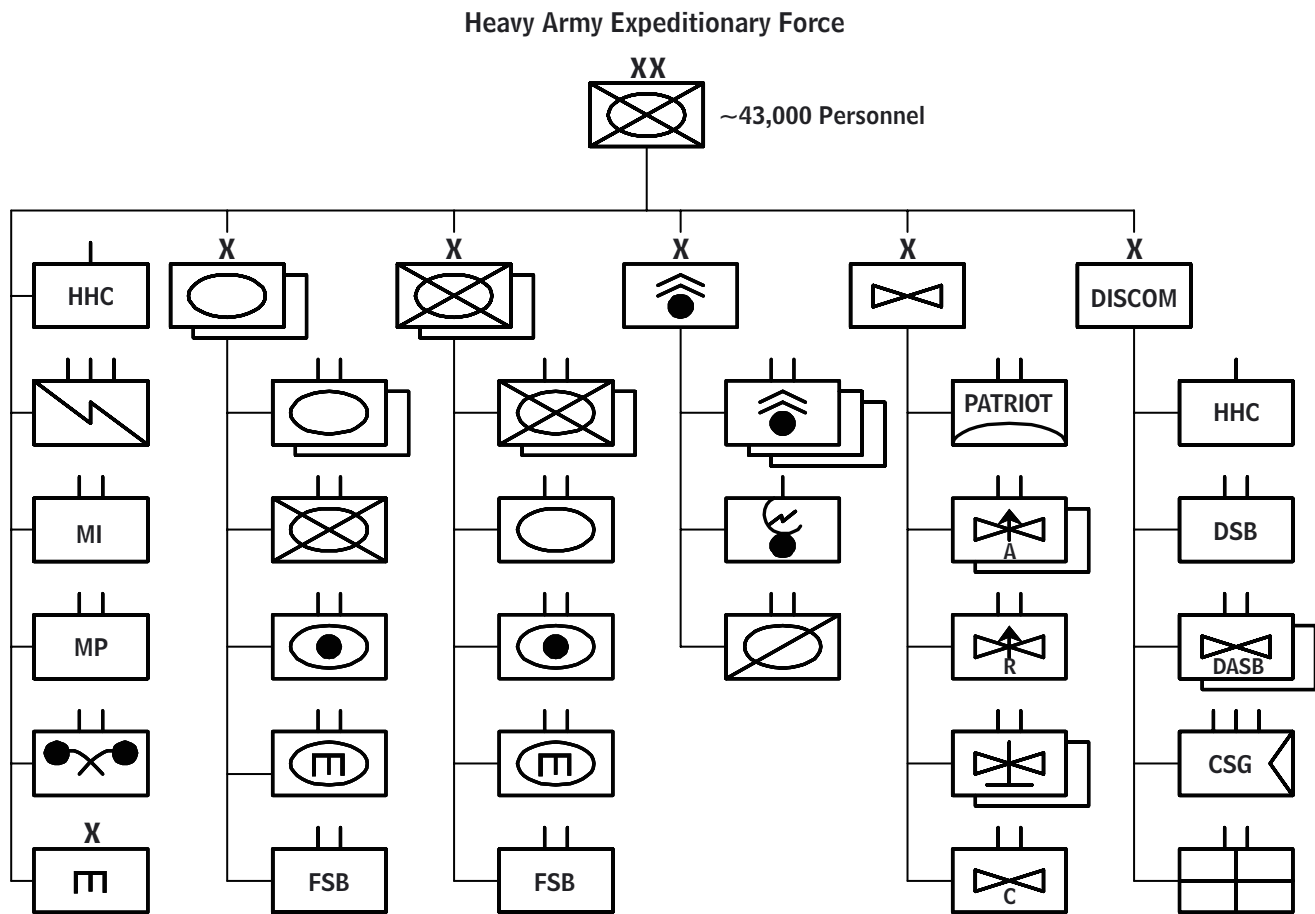 Heavy Army Expeditionary Force
XX
~43,000 Personnel
X X X X X
HHC DISCOM
PATRIOT HHC
MI A DSB
MP R DASB
CSG
X
FSB FSB C